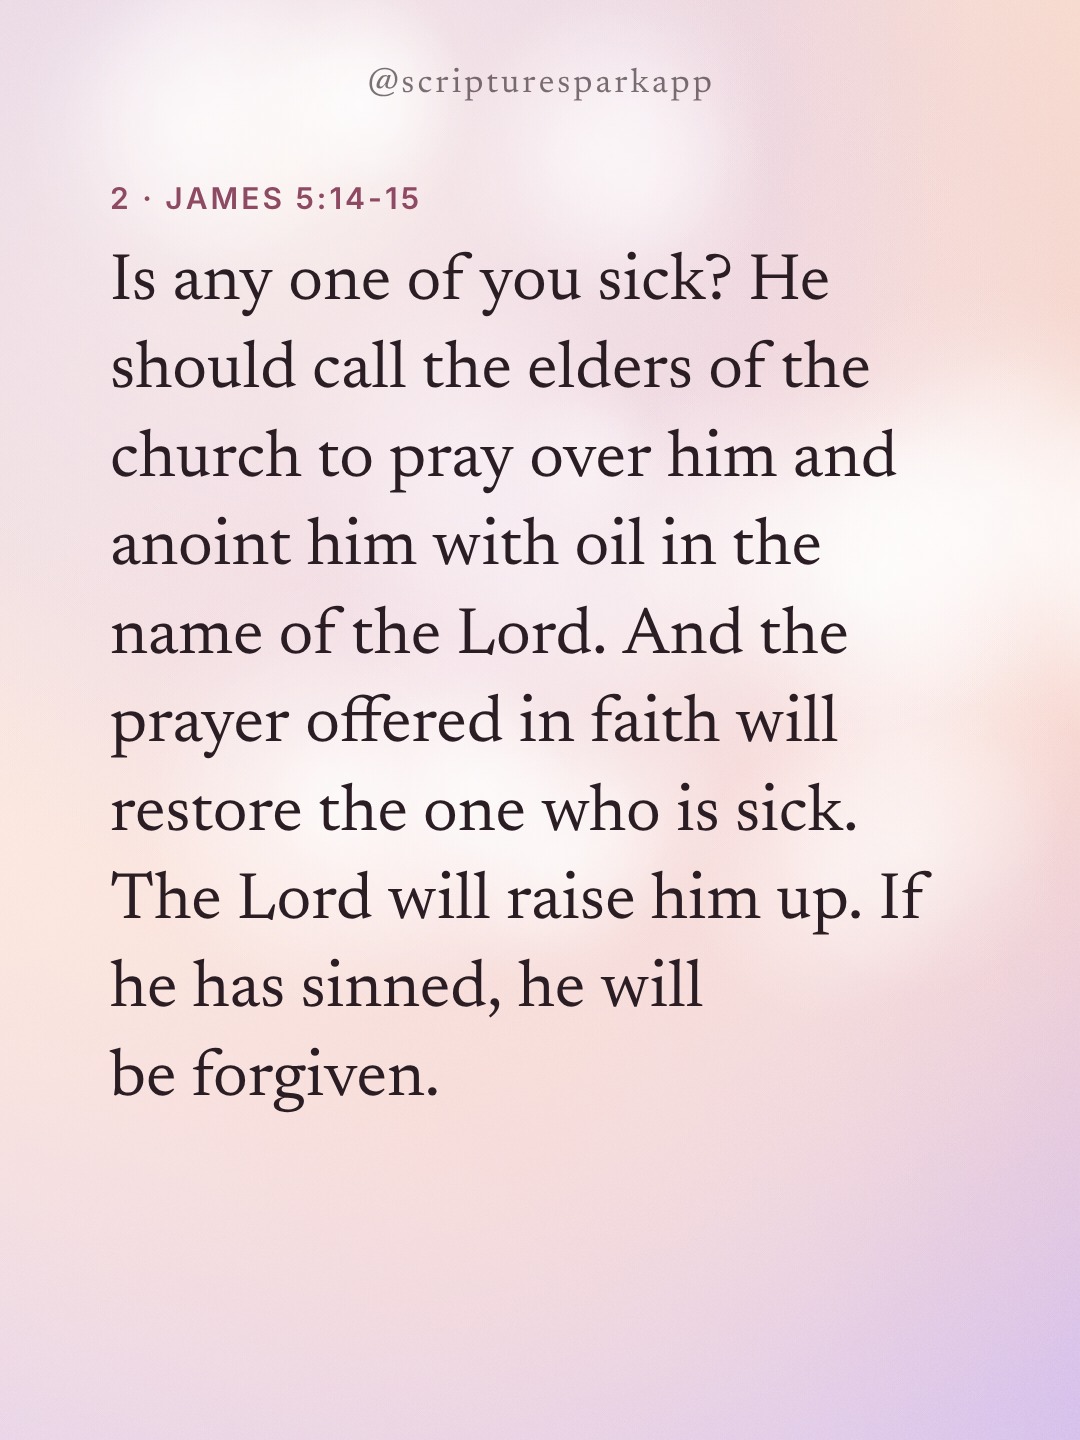 @scripturesparkapp
2 · JAMES 5:14-15
Is any one of you sick? He
should call the elders of the
church to pray over him and
anoint him with oil in the
name of the Lord. And the
prayer offered in faith will
restore the one who is sick.
The Lord will raise him up. If
he has sinned, he will
be forgiven.